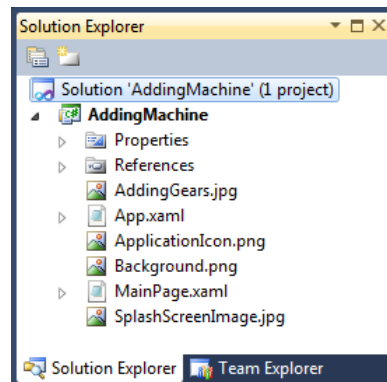 Solution Explorer
Solution 'AddingMachine' (1 project)
AddingMachine
Properties
References
AddingGears.jpg
App.xaml
ApplicationIcon.png
Background.png
MainPage.xaml
SplashScreenImage.jpg
Solution Explorer Team Explorer